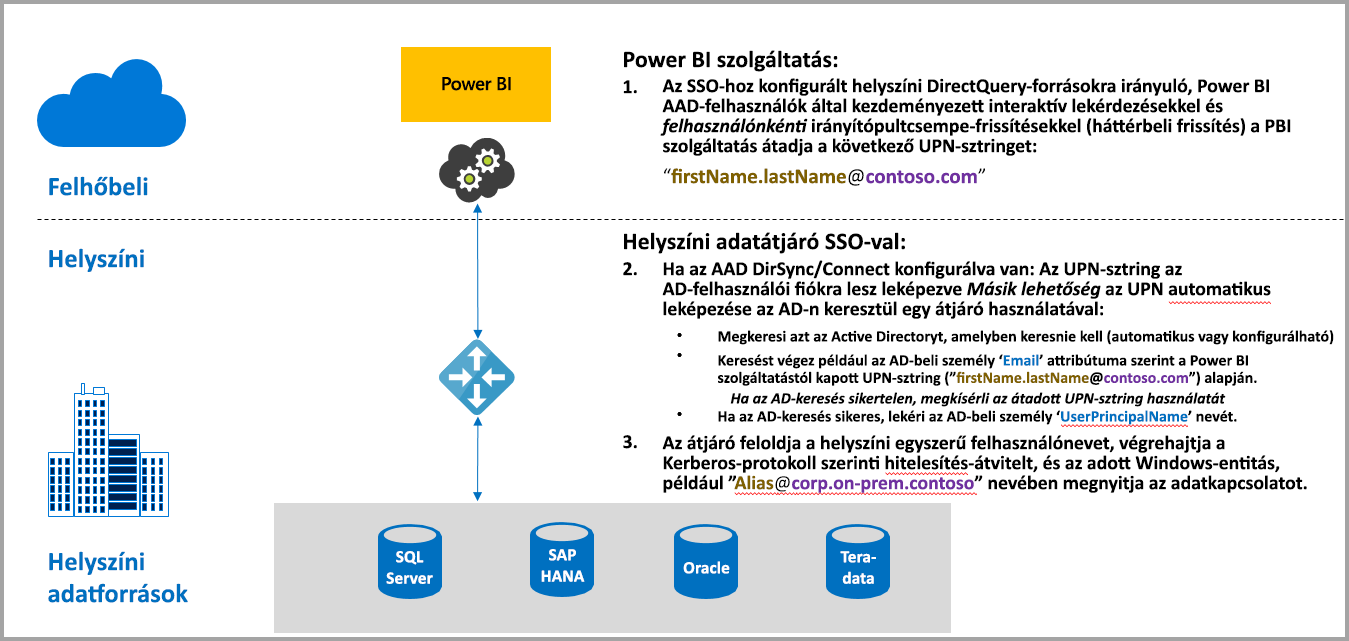 Power BI
Felhőbeli
Power BI szolgáltatás:
1. Az SSO-hoz konfigurált helyszíni DirectQuery-forrásokra irányuló, Power BI
AAD-felhasználók által kezdeményezett interaktív lekérdezésekkel és
felhasználónkénti irányítópultcsempe-frissítésekkel (háttérbeli frissítés) a PBI
szolgáltatás átadja a következő UPN-sztringet:
“firstName.lastName@contoso.com”
Helyszíni
Helyszíni adatátjáró SSO-val:
2. Ha az AAD DirSync/Connect konfigurálva van: Az UPN-sztring az
AD-felhasználói fiókra lesz leképezve Másik lehetőség az UPN automatikus
leképezése az AD-n keresztül egy átjáró használatával:
• Megkeresi azt az Active Directoryt, amelyben keresnie kell (automatikus vagy konfigurálható)
• Keresést végez például az AD-beli személy ‘Email’ attribútuma szerint a Power BI
szolgáltatástól kapott UPN-sztring (”firstName.lastName@contoso.com”) alapján.
Ha az AD-keresés sikertelen, megkísérli az átadott UPN-sztring használatát
• Ha az AD-keresés sikeres, lekéri az AD-beli személy ‘UserPrincipalName’ nevét.
3. Az átjáró feloldja a helyszíni egyszerű felhasználónevet, végrehajtja a
Kerberos-protokoll szerinti hitelesítés-átvitelt, és az adott Windows-entitás,
például ”Alias@corp.on-prem.contoso” nevében megnyitja az adatkapcsolatot.
Helyszíni
adatforrások
SQL
Server
SAP
HANA
Oracle
Tera-
data